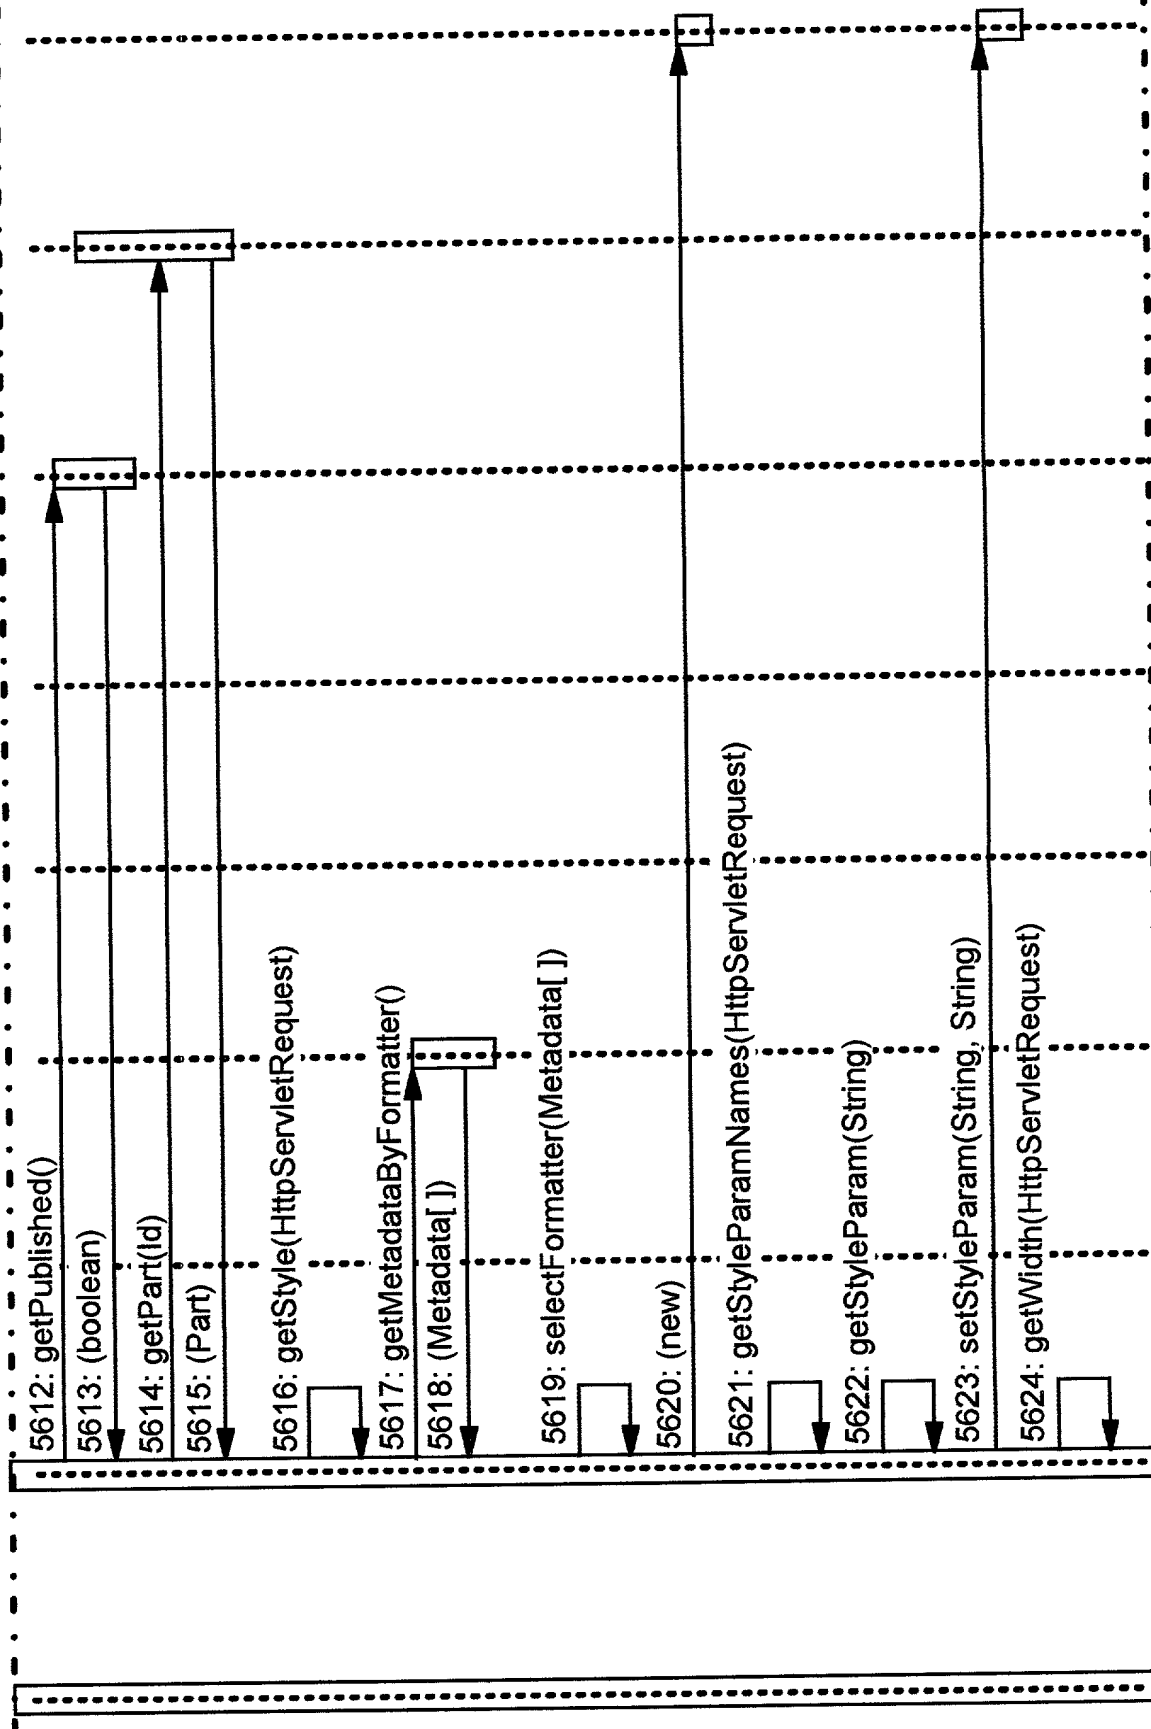 5612: getPublished()
5613: (boolean)
5614: getPart(Id)
5615: (Part)
5616: getStyle(HttpServletRequest)
5617: getMetadataByFormatter()
5618: (Metadata[ ])
5619: selectFormatter(Metadata[ ])
5620: (new)
5621: getStyleParamNames(HttpServletRequest)
5622: getStyleParam(String)
5623: setStyleParam(String, String)
5624: getWidth(HttpServletRequest)